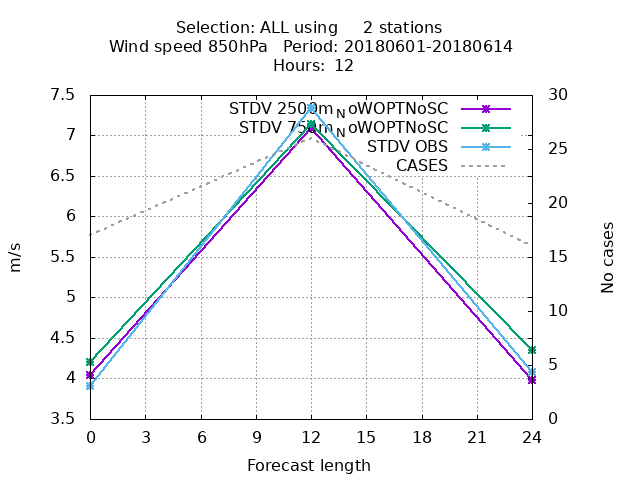 Selection: ALL using 2 stations
Wind speed 850hPa Period: 20180601-20180614
Hours: 12
STDV 2500mNoWOPTNoSC
STDV 750mNoWOPTNoSC
STDV OBS
CASES
7.5
7
6.5
6
5.5
5
4.5
4
3.5
30
25
20
15
10
5
0
m/s
No cases
0 3 6 9 12 15 18 21 24
Forecast length